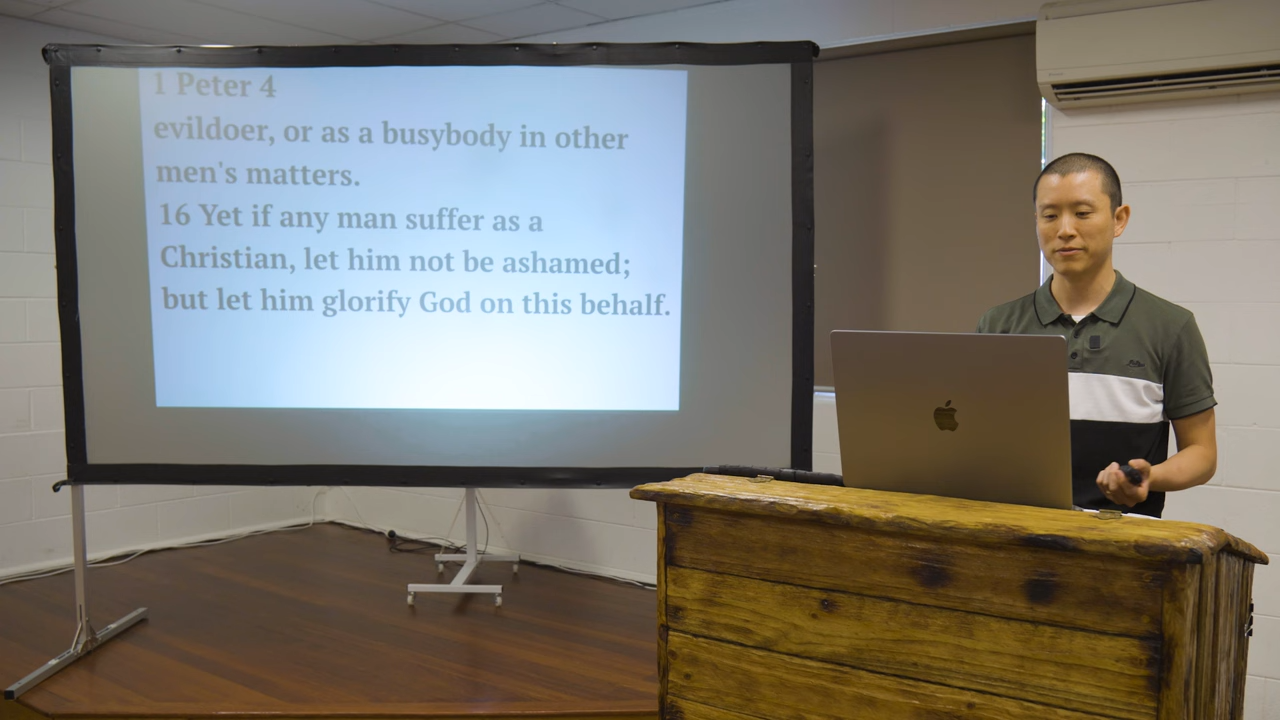 1 Peter 4
evildoer, or as a busybody in other
men's matters.
16 Yet if any man suffer as a
Christian, let him not be ashamed;
but let him glorify God on this behalf.